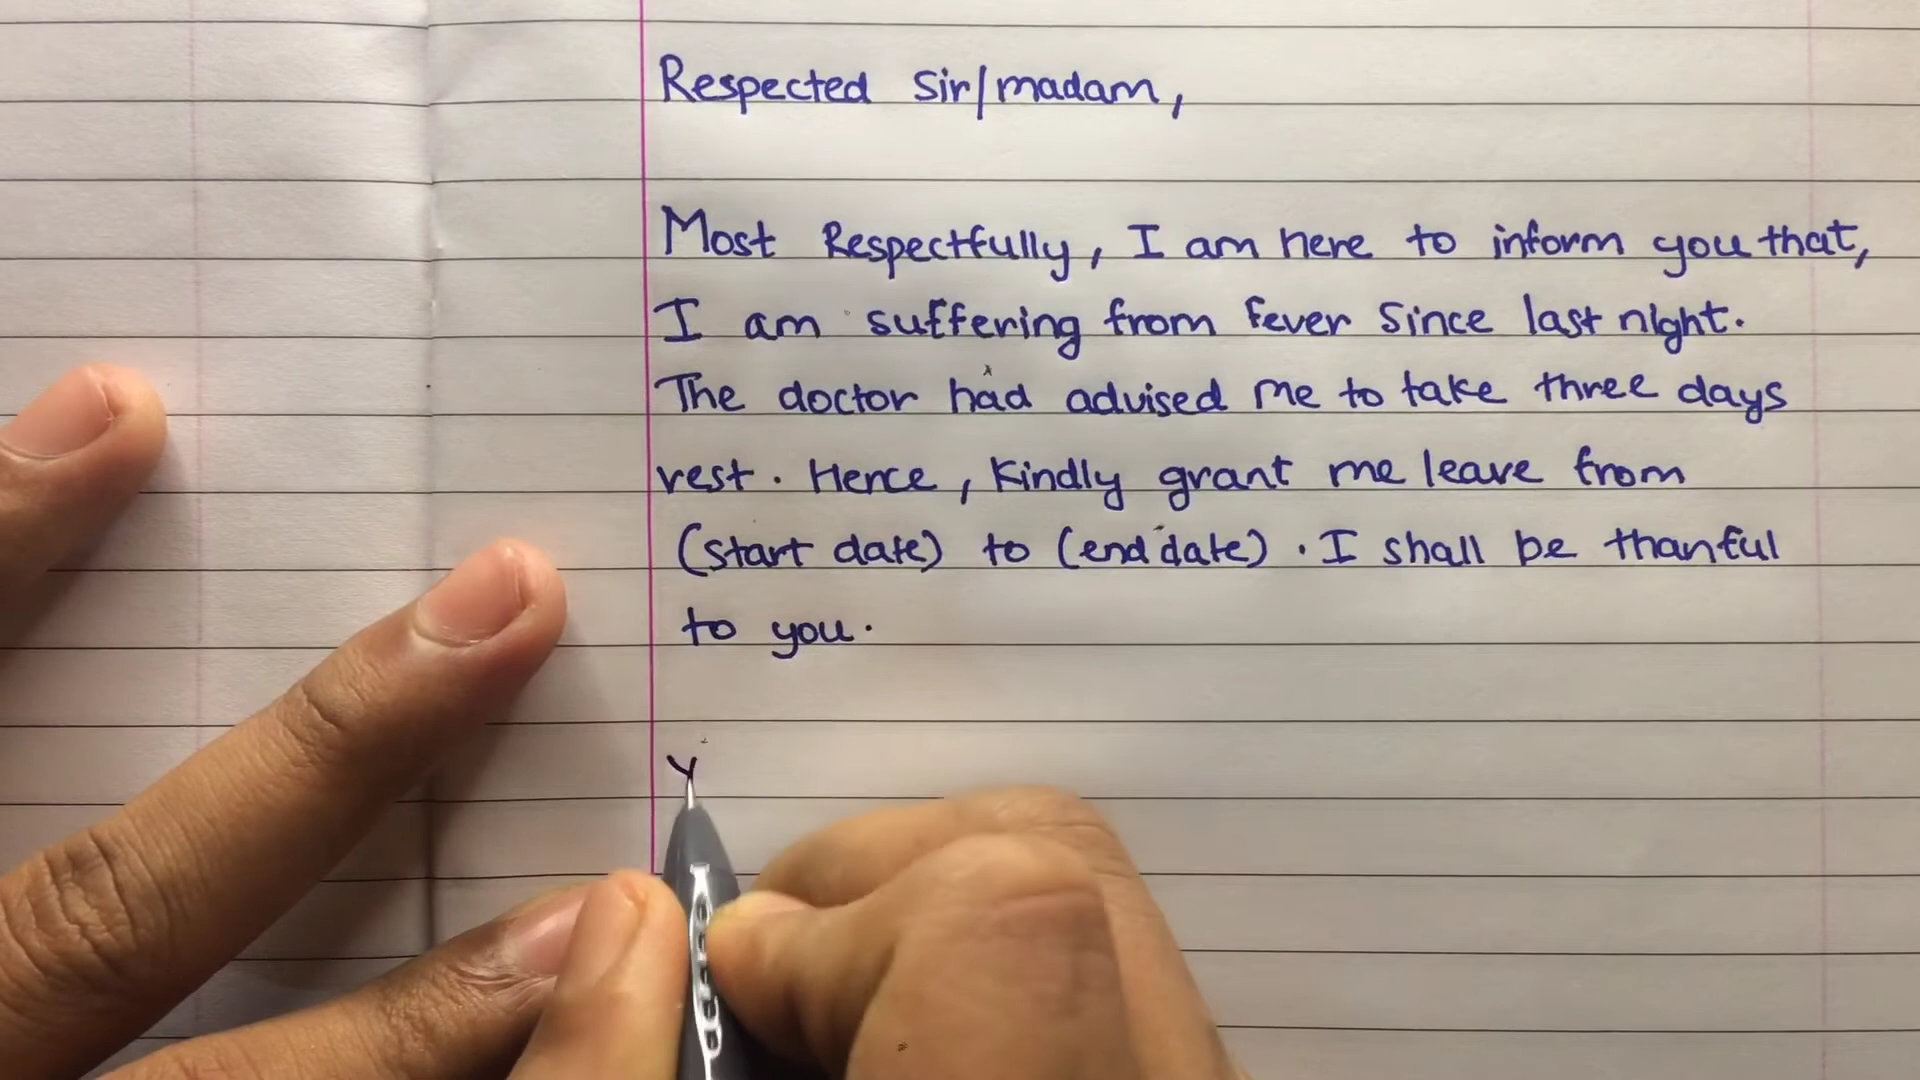 Respected Sir/madam,
Most Respectfully, I am here to inform you that,
I am suffering from fever Since last night.
The doctor had advised me to take three days
rest. Hence, Kindly grant me leave from
(start date) to (end date). I shall be thanful
to you.
Y